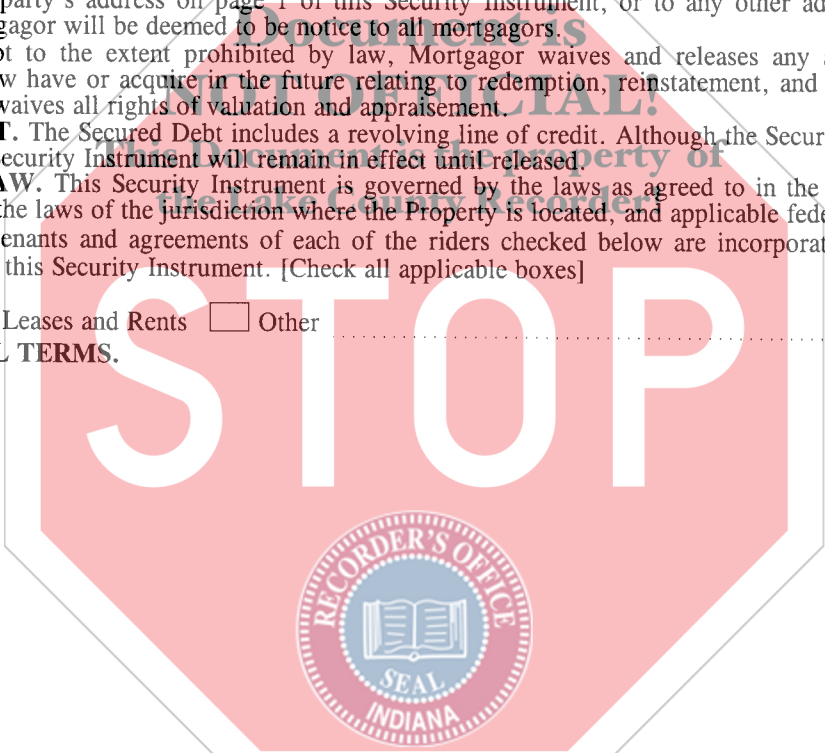 party's address on page 1 of this Security Instrument, or to any other
gagor will be deemed to be notice to all mortgagors.
to the extent prohibited by law, Mortgagor waives and releases any
w have or acquire in the future relating to redemption, reinstatement, and
waives all rights of valuation and appraisement.
T. The Secured Debt includes a revolving line of credit. Although the Secur
ecurity Instrument will remain in effect until released.
AW. This Security Instrument is governed by the laws as agreed to in the
the laws of the jurisdiction where the Property is located, and applicable fede
enants and agreements of each of the riders checked below are incorporat
this Security Instrument. [Check all applicable boxes]
Leases and Rents Other
L TERMS.
Document is
NOT OFFICIAL!
This Document is the property of
the Lake County Recorder!
STOP
RECORDER'S OFFICE
SEAL
INDIANA